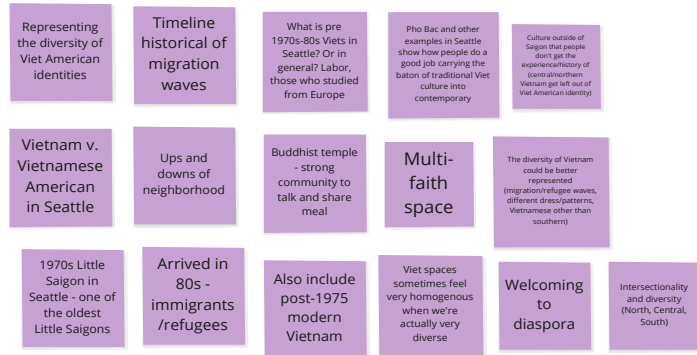 Representing
the diversity of
Viet American
identities
Timeline
historical of
migration
waves
What is pre
1970s-80s Viets in
Seattle? Or in
general? Labor,
those who studied
from Europe
Pho Bac and other
examples in Seattle
show how people do a
good job carrying the
baton of traditional Viet
culture into
contemporary
Culture outside of
Saigon that people
don't get the
experience/history of
(central/northern
Vietnam get left out of
Viet American identity)
Vietnam v.
Vietnamese
American
in Seattle
Ups and
downs of
neighborhood
Buddhist temple
- strong
community to
talk and share
meal
Multi-
faith
space
The diversity of Vietnam
could be better
represented
(migration/refugee waves,
different dress/patterns,
Vietnamese other than
southern)
1970s Little
Saigon in
Seattle - one of
the oldest
Little Saigons
Arrived in
80s -
immigrants
/refugees
Also include
post-1975
modern
Vietnam
Viet spaces
sometimes feel
very homogenous
when we're
actually very
diverse
Welcoming
to
diaspora
Intersectionality
and diversity
(North, Central,
South)